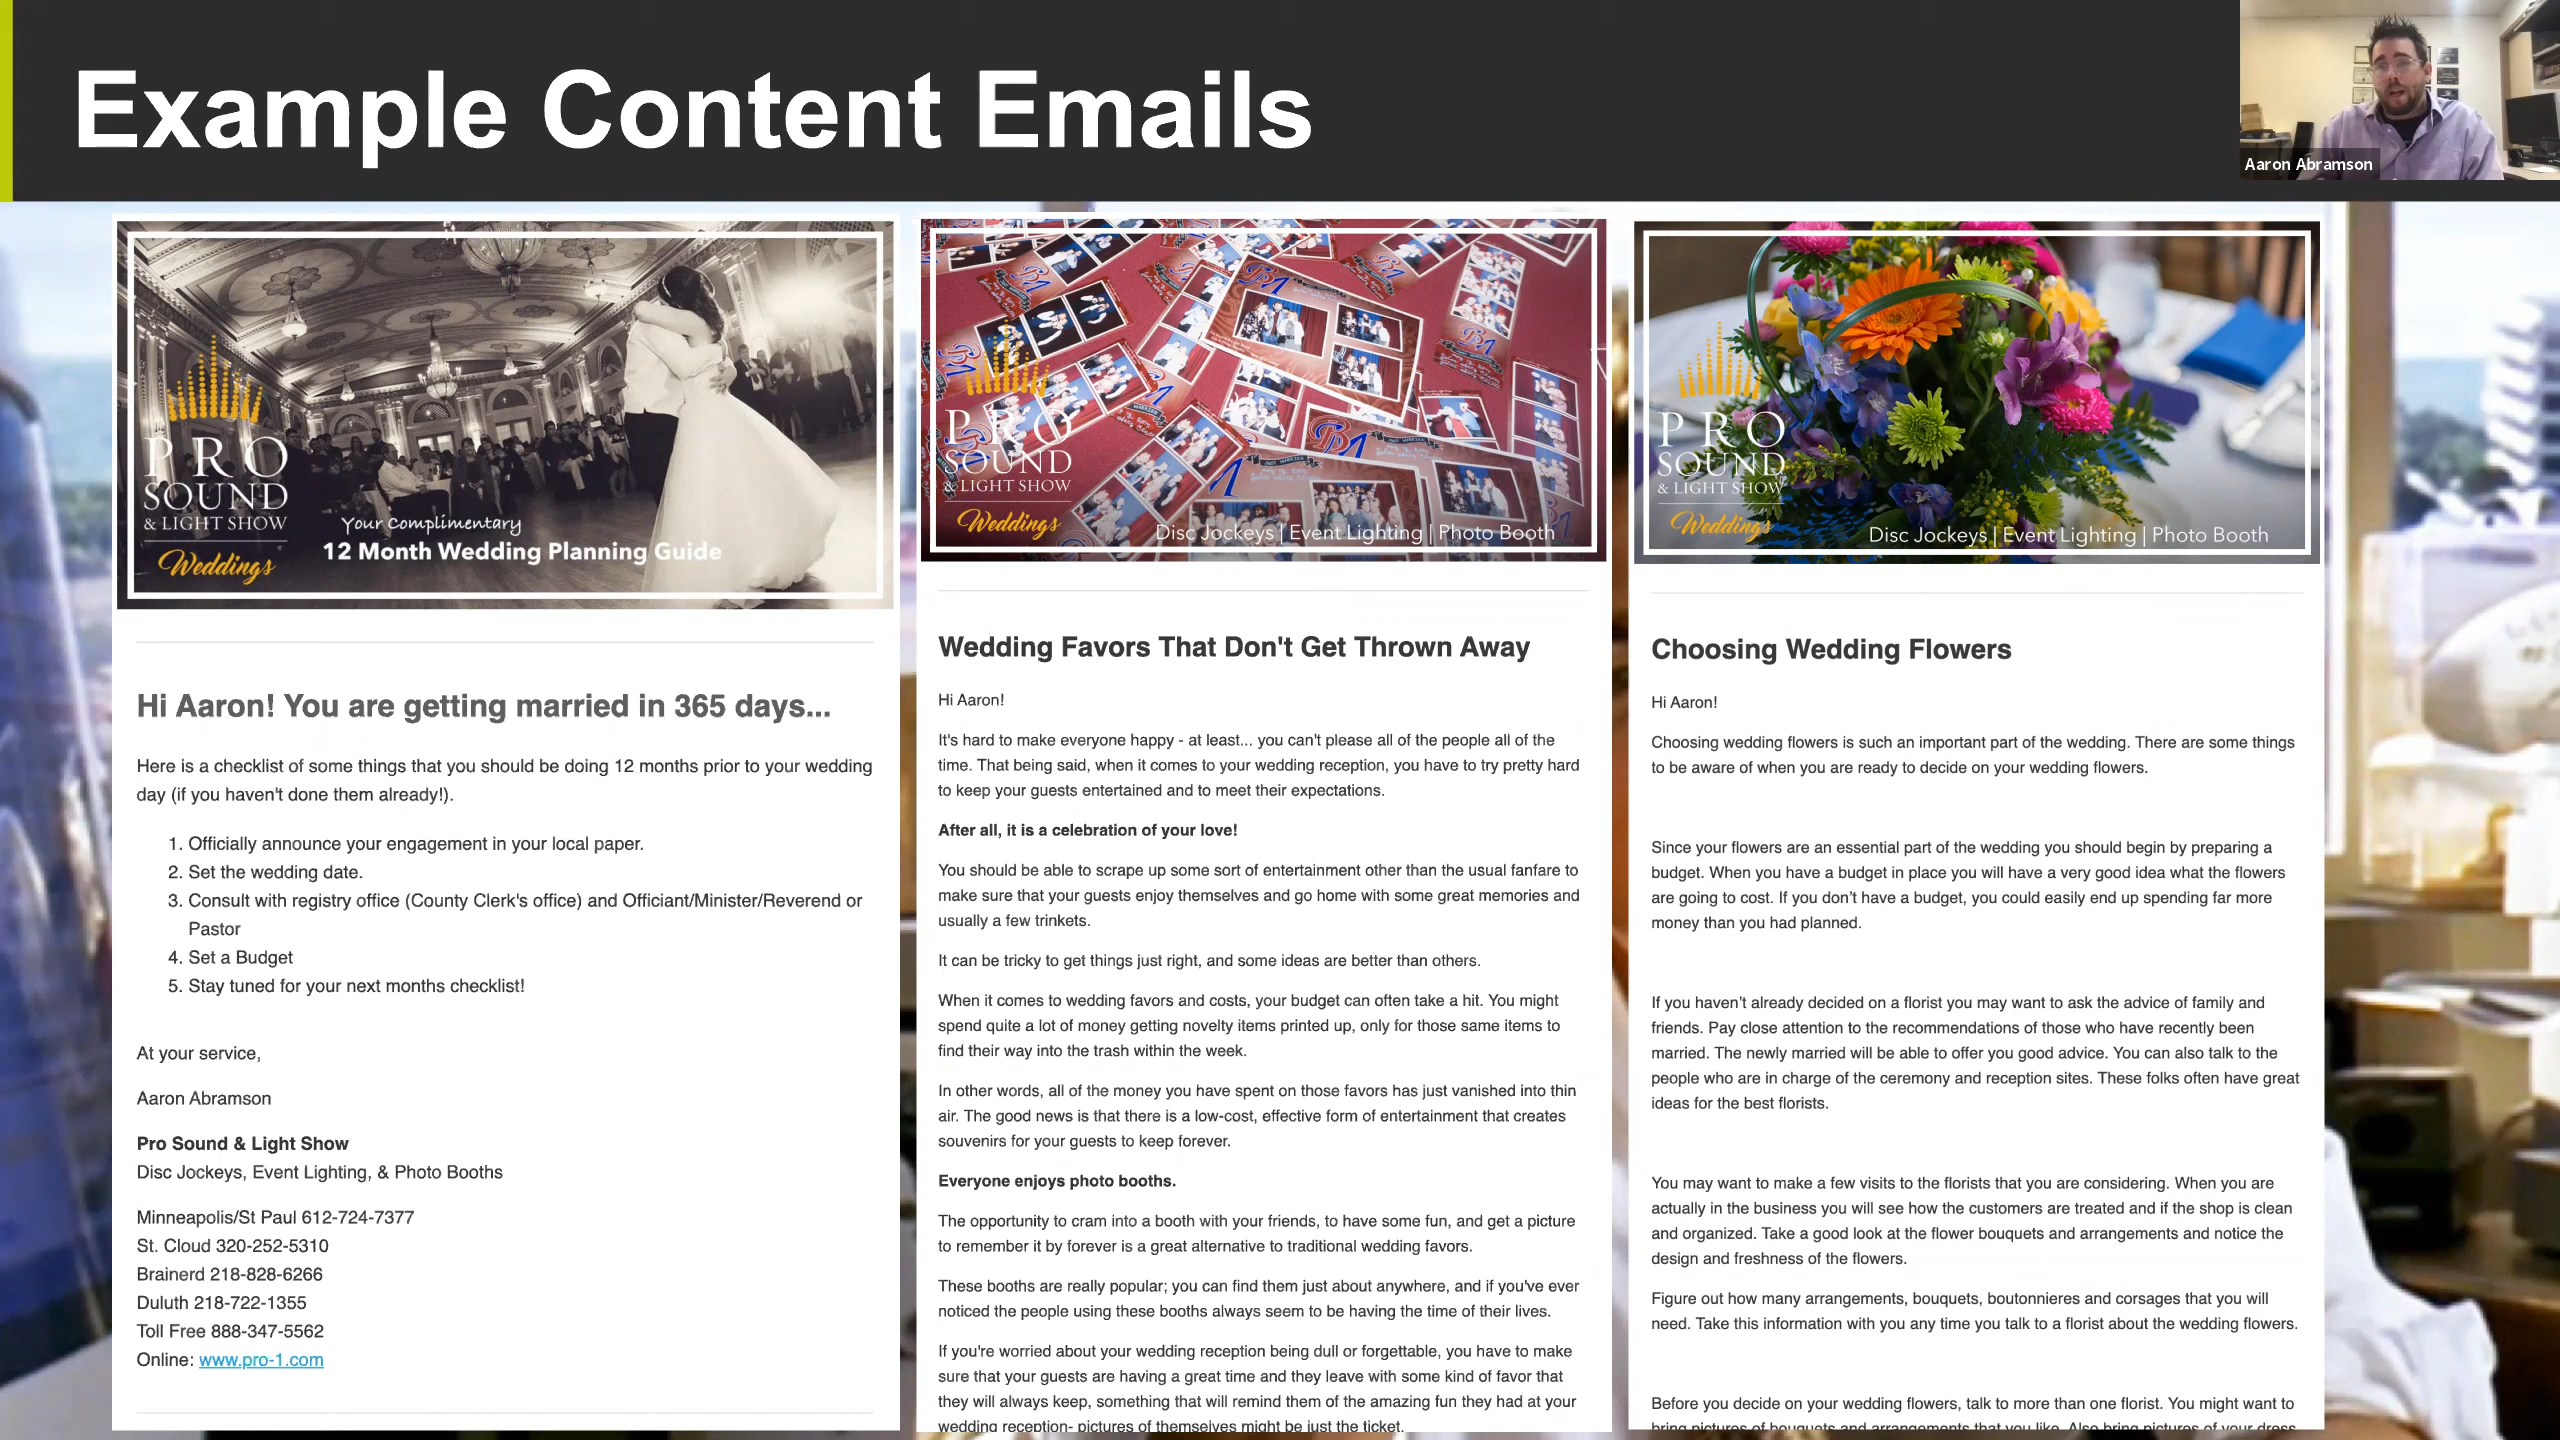 Example Content Emails
Aaron Abramson
PRO
SOUND
& LIGHT SHOW
Weddings
Your Complimentary
12 Month Wedding Planning Guide
Hi Aaron! You are getting married in 365 days...
Here is a checklist of some things that you should be doing 12 months prior to your wedding
day (if you haven't done them already!).
1. Officially announce your engagement in your local paper.
2. Set the wedding date.
3. Consult with registry office (County Clerk's office) and Officiant/Minister/Reverend or
Pastor
4. Set a Budget
5. Stay tuned for your next months checklist!
At your service,
Aaron Abramson
Pro Sound & Light Show
Disc Jockeys, Event Lighting, & Photo Booths
Minneapolis/St Paul 612-724-7377
St. Cloud 320-252-5310
Brainerd 218-828-6266
Duluth 218-722-1355
Toll Free 888-347-5562
Online: www.pro-1.com
PRO
SOUND
& LIGHT SHOW
Weddings
Disc Jockeys | Event Lighting | Photo Booth
Wedding Favors That Don't Get Thrown Away
Hi Aaron!
It's hard to make everyone happy - at least... you can't please all of the people all of the
time. That being said, when it comes to your wedding reception, you have to try pretty hard
to keep your guests entertained and to meet their expectations.
After all, it is a celebration of your love!
You should be able to scrape up some sort of entertainment other than the usual fanfare to
make sure that your guests enjoy themselves and go home with some great memories and
usually a few trinkets.
It can be tricky to get things just right, and some ideas are better than others.
When it comes to wedding favors and costs, your budget can often take a hit. You might
spend quite a lot of money getting novelty items printed up, only for those same items to
find their way into the trash within the week.
In other words, all of the money you have spent on those favors has just vanished into thin
air. The good news is that there is a low-cost, effective form of entertainment that creates
souvenirs for your guests to keep forever.
Everyone enjoys photo booths.
The opportunity to cram into a booth with your friends, to have some fun, and get a picture
to remember it by forever is a great alternative to traditional wedding favors.
These booths are really popular; you can find them just about anywhere, and if you've ever
noticed the people using these booths always seem to be having the time of their lives.
If you're worried about your wedding reception being dull or forgettable, you have to make
sure that your guests are having a great time and they leave with some kind of favor that
they will always keep, something that will remind them of the amazing fun they had at your
wedding reception- pictures of themselves might be just the ticket.
PRO
SOUND
& LIGHT SHOW
Weddings
Disc Jockeys | Event Lighting | Photo Booth
Choosing Wedding Flowers
Hi Aaron!
Choosing wedding flowers is such an important part of the wedding. There are some things
to be aware of when you are ready to decide on your wedding flowers.
Since your flowers are an essential part of the wedding you should begin by preparing a
budget. When you have a budget in place you will have a very good idea what the flowers
are going to cost. If you don't have a budget, you could easily end up spending far more
money than you had planned.
If you haven't already decided on a florist you may want to ask the advice of family and
friends. Pay close attention to the recommendations of those who have recently been
married. The newly married will be able to offer you good advice. You can also talk to the
people who are in charge of the ceremony and reception sites. These folks often have great
ideas for the best florists.
You may want to make a few visits to the florists that you are considering. When you are
actually in the business you will see how the customers are treated and if the shop is clean
and organized. Take a good look at the flower bouquets and arrangements and notice the
design and freshness of the flowers.
Figure out how many arrangements, bouquets, boutonnieres and corsages that you will
need. Take this information with you any time you talk to a florist about the wedding flowers.
Before you decide on your wedding flowers, talk to more than one florist. You might want to
bring pictures of bouquets and arrangements that you like. Also bring pictures of your dress